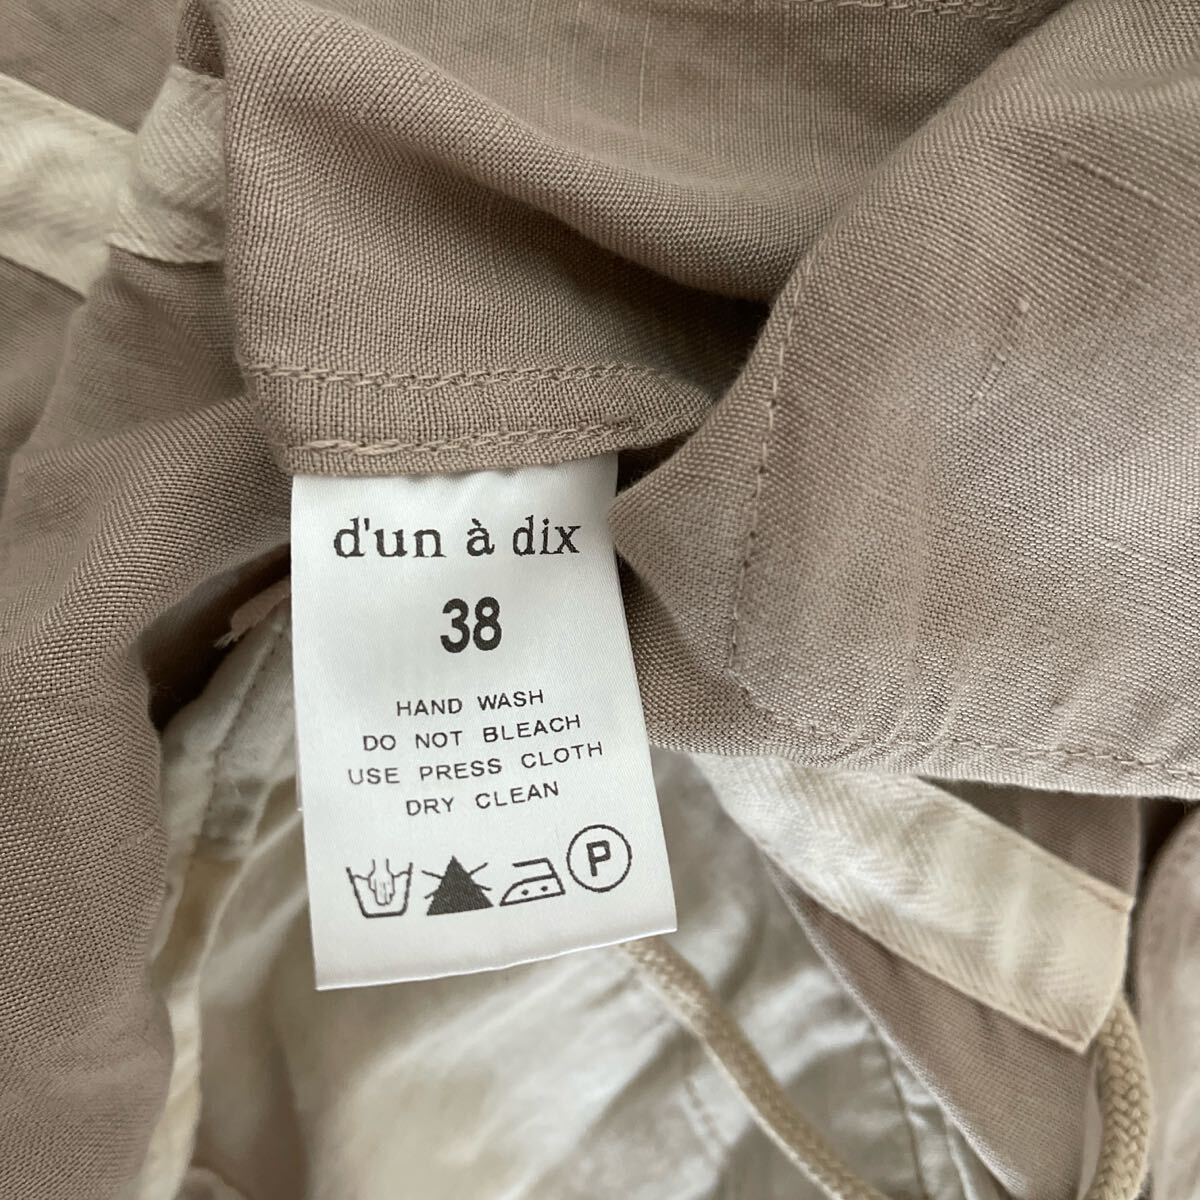 d'un à dix
38
HAND WASH
DO NOT BLEACH
USE PRESS CLOTH
DRY CLEAN
P